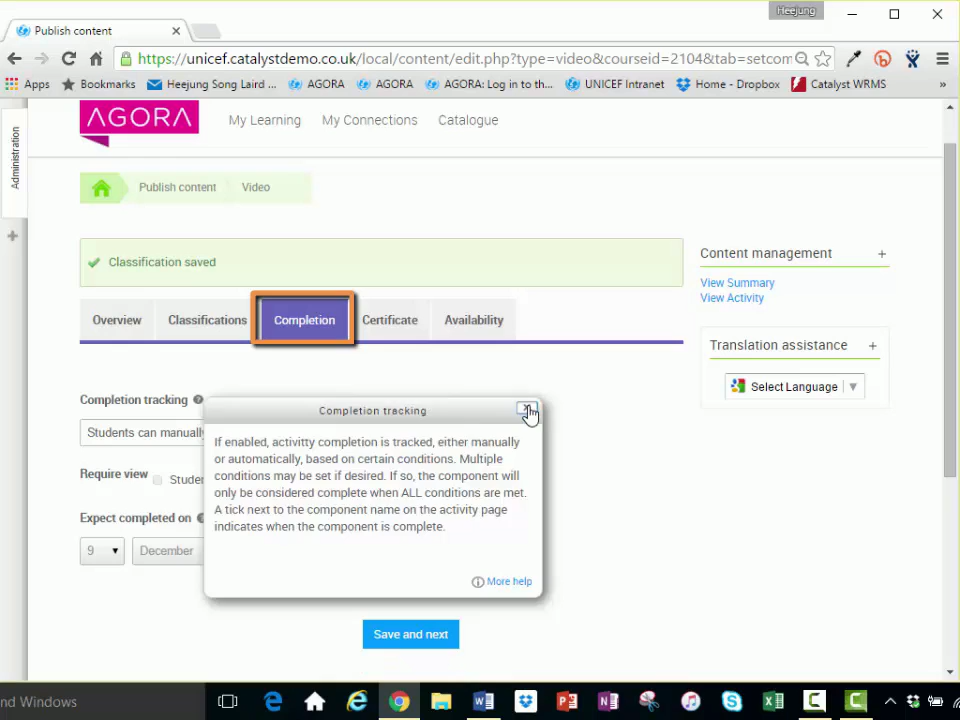 Heejung
Publish content
https://unicef.catalystdemo.co.uk/local/content/edit.php?type=video&courseid=2104&tab=setcom
Apps
Bookmarks
Heejung Song Laird ...
AGORA
AGORA
AGORA: Log in to th...
UNICEF Intranet
Home - Dropbox
Catalyst WRMS
»
Administration
AGORA
My Learning
My Connections
Catalogue
Publish content
Video
Classification saved
Content management
View Summary
View Activity
Overview
Classifications
Completion
Certificate
Availability
Translation assistance
Select Language
Completion tracking
Students can manually
Require view
Studen
Expect completed on
9
December
Completion tracking
If enabled, activitty completion is tracked, either manually
or automatically, based on certain conditions. Multiple
conditions may be set if desired. If so, the component will
only be considered complete when ALL conditions are met.
A tick next to the component name on the activity page
indicates when the component is complete.
More help
Save and next
nd Windows